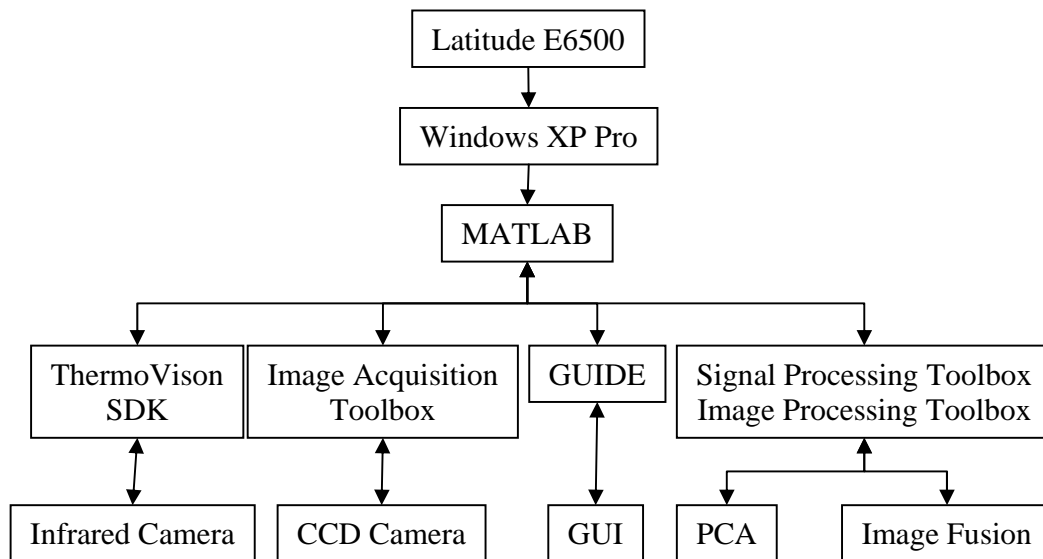 Latitude E6500
Windows XP Pro
MATLAB
ThermoVison
SDK
Image Acquisition
Toolbox
GUIDE
Signal Processing Toolbox
Image Processing Toolbox
Infrared Camera
CCD Camera
GUI
PCA
Image Fusion